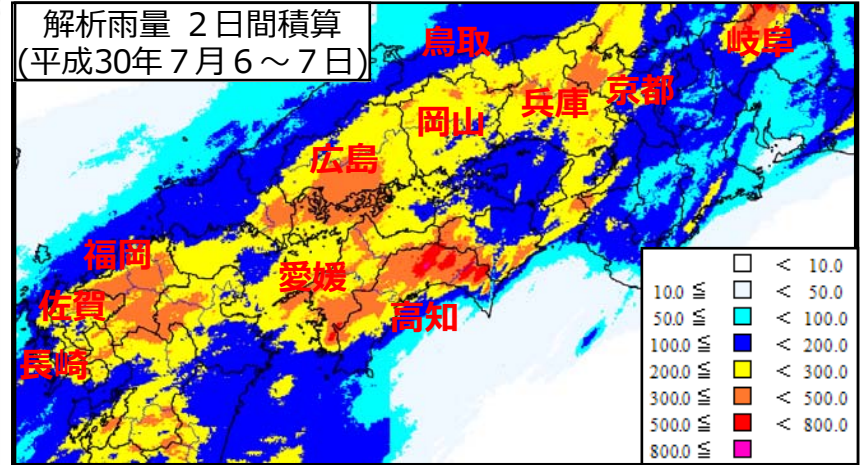 解析雨量 2日間積算
(平成30年7月6~7日)
鳥取
岐阜
京都
兵庫
岡山
広島
福岡
愛媛
佐賀
高知
長崎
< 10.0
10.0 ≦ < 50.0
50.0 ≦ < 100.0
100.0 ≦ < 200.0
200.0 ≦ < 300.0
300.0 ≦ < 500.0
500.0 ≦ < 800.0
800.0 ≦